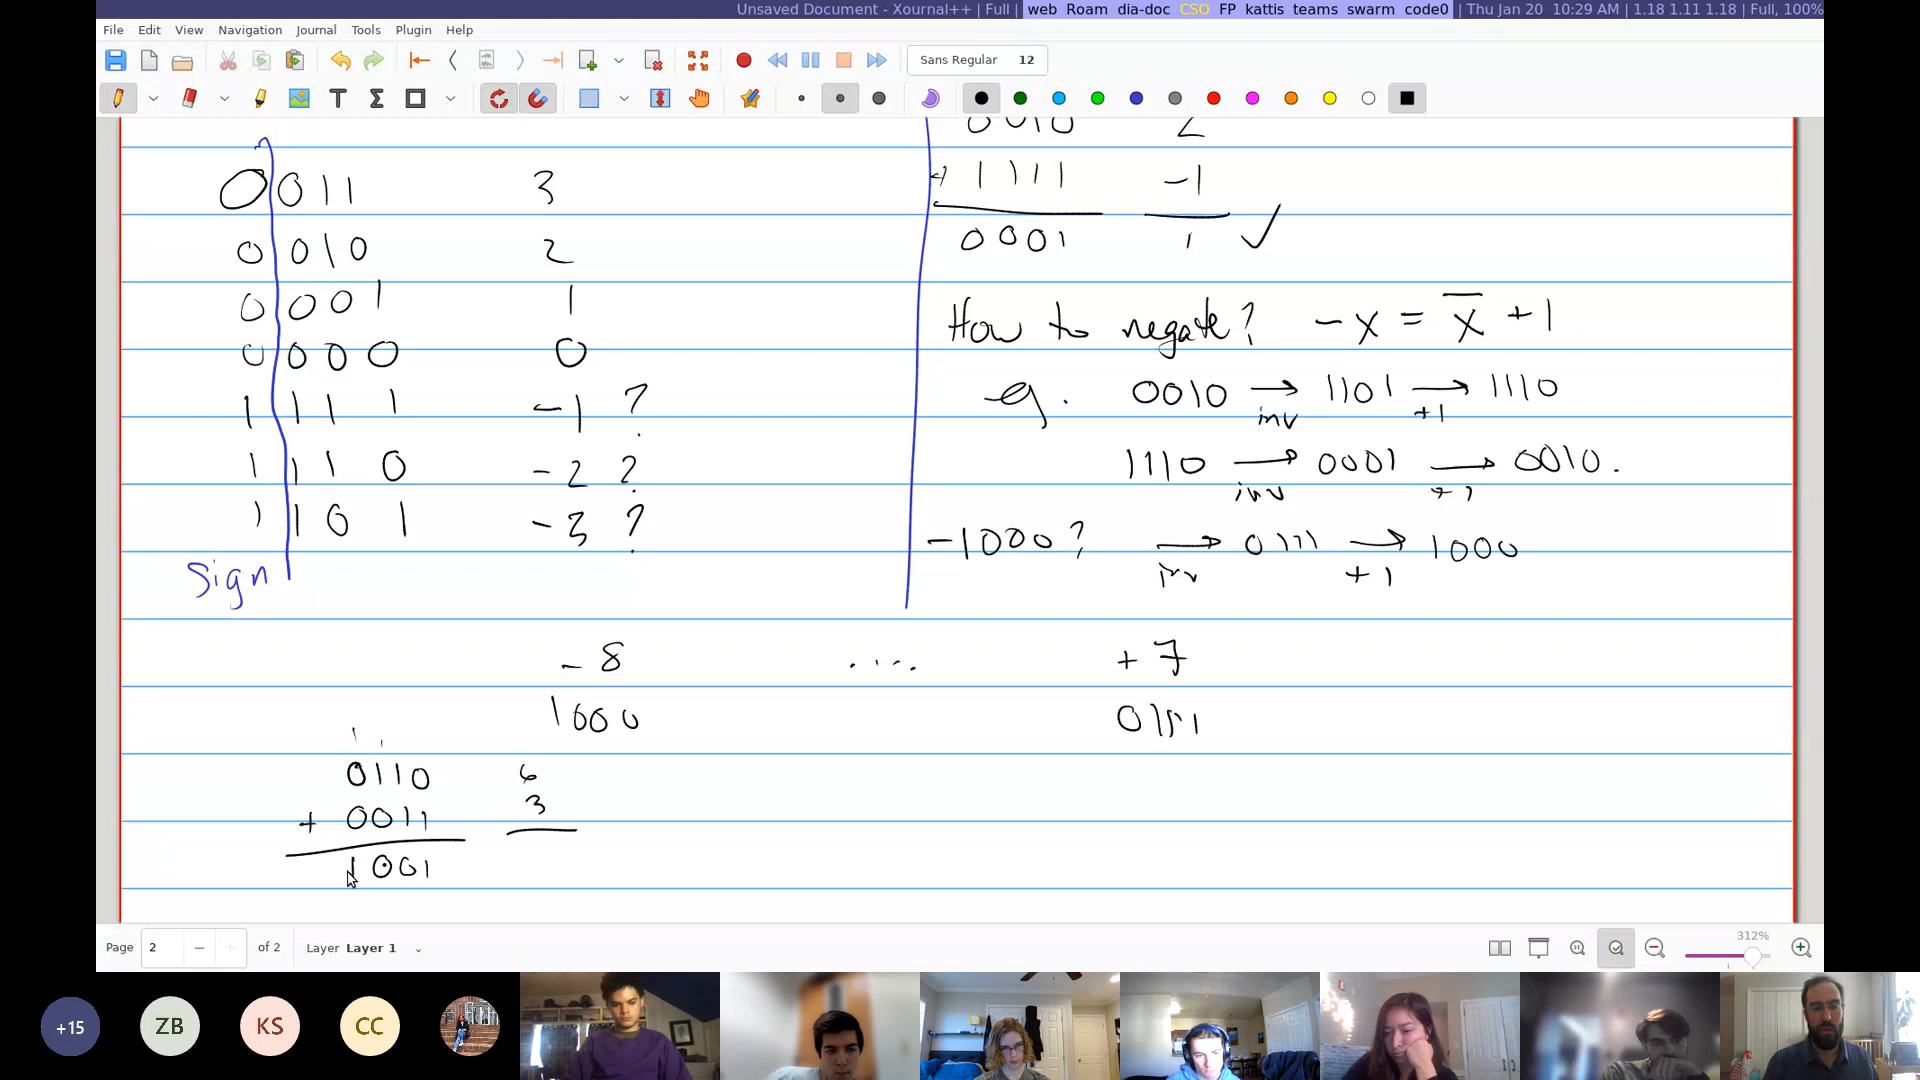 Unsaved Document - Xournal++ | Full | web Roam dia-doc CSO FP kattis teams swarm code0 | Thu Jan 20 10:29 AM | 1.18 1.11 1.18 | Full, 100%
File Edit View Navigation Journal Tools Plugin Help
Sans Regular 12
0011 3
0010 2
0001 1
0000 0
1111 -1 ?
1110 -2 ?
1101 -3 ?
Sign
0010 2
+ 1111 -1
0001 1 ✓
How to negate? -x = x̅ +1
eg. 0010 → inv 1101 → +1 1110
1110 → inv 0001 → +1 0010.
-1000? → inv 0111 → +1 1000
-8 .... +7
1000 0111
1 1
0110 6
+ 0011 3
1001
Page 2 of 2 Layer Layer 1 312%
+15 ZB KS CC